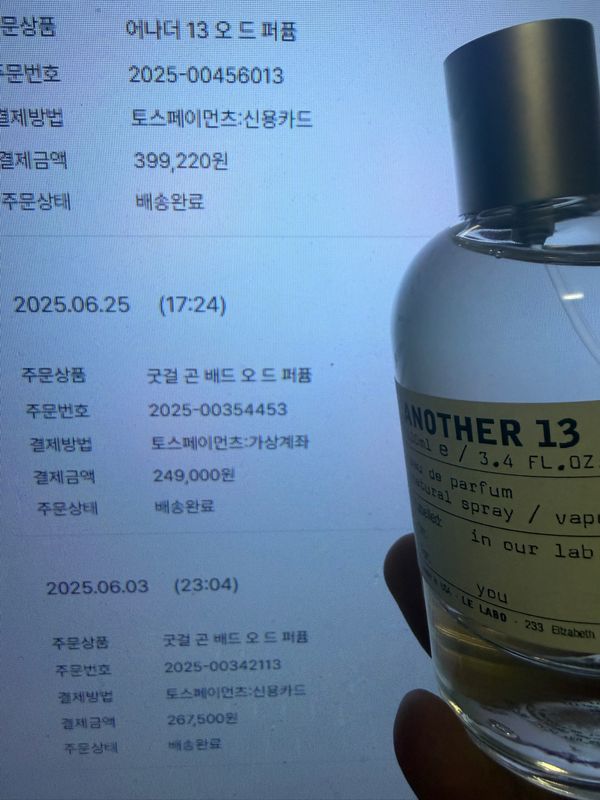 문상품 어나더 13 오 드 퍼퓸
주문번호 2025-00456013
결제방법 토스페이먼츠:신용카드
결제금액 399,220원
주문상태 배송완료
2025.06.25 (17:24)
주문상품 굿걸 곤 배드 오 드 퍼퓸
주문번호 2025-00354453
결제방법 토스페이먼츠:가상계좌
결제금액 249,000원
주문상태 배송완료
2025.06.03 (23:04)
주문상품 굿걸 곤 배드 오 드 퍼퓸
주문번호 2025-00342113
결제방법 토스페이먼츠:신용카드
결제금액 267,500원
주문상태 배송완료
ANOTHER 13
e / 3.4 FL.OZ.
de parfum
natural spray / vap
in our lab
you
LE LABO - 233 Elizabeth